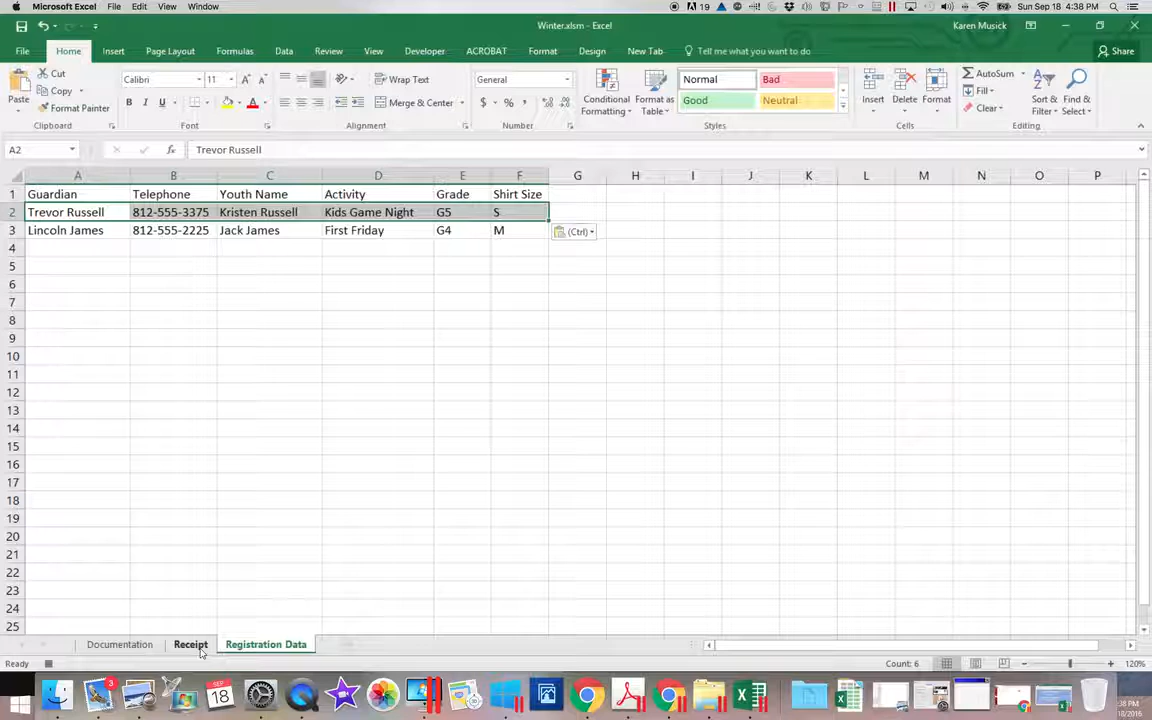 Microsoft Excel File Edit View Window
19
Sun Sep 18 4:38 PM
Winter.xlsm - Excel
Karen Musick
File Home Insert Page Layout Formulas Data Review View Developer ACROBAT Format Design New Tab Tell me what you want to do Share
Paste
Cut
Copy
Format Painter
Clipboard
Calibri 11
B I U
Font
Wrap Text
Merge & Center
Alignment
General
$ % ,
Number
Conditional Formatting
Format as Table
Normal Bad
Good Neutral
Styles
Insert Delete Format
Cells
AutoSum
Fill
Clear
Sort & Filter
Find & Select
Editing
A2 fx Trevor Russell
A B C D E F G H I J K L M N O P
1 Guardian Telephone Youth Name Activity Grade Shirt Size
2 Trevor Russell 812-555-3375 Kristen Russell Kids Game Night G5 S
3 Lincoln James 812-555-2225 Jack James First Friday G4 M
(Ctrl)
4
5
6
7
8
9
10
11
12
13
14
15
16
17
18
19
20
21
22
23
24
25
Documentation Receipt Registration Data
Ready
Count: 6
120%
3
SEP
18